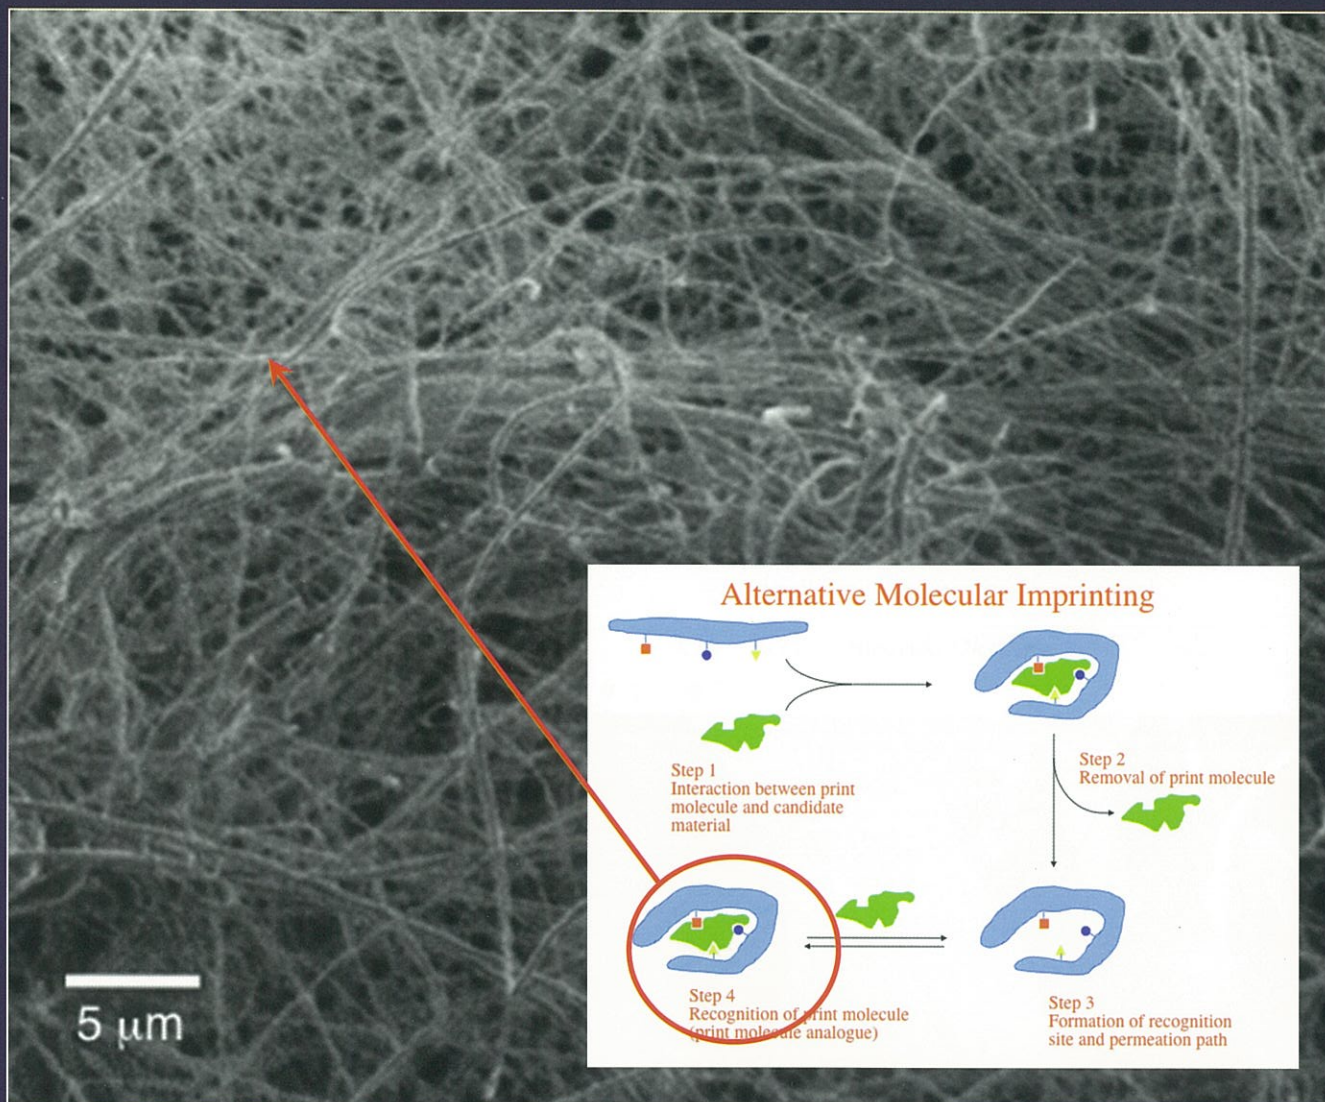 Alternative Molecular Imprinting
Step 1
Interaction between print
molecule and candidate
material
Step 2
Removal of print molecule
Step 4
Recognition of print molecule
(print molecule analogue)
Step 3
Formation of recognition
site and permeation path
5 μm